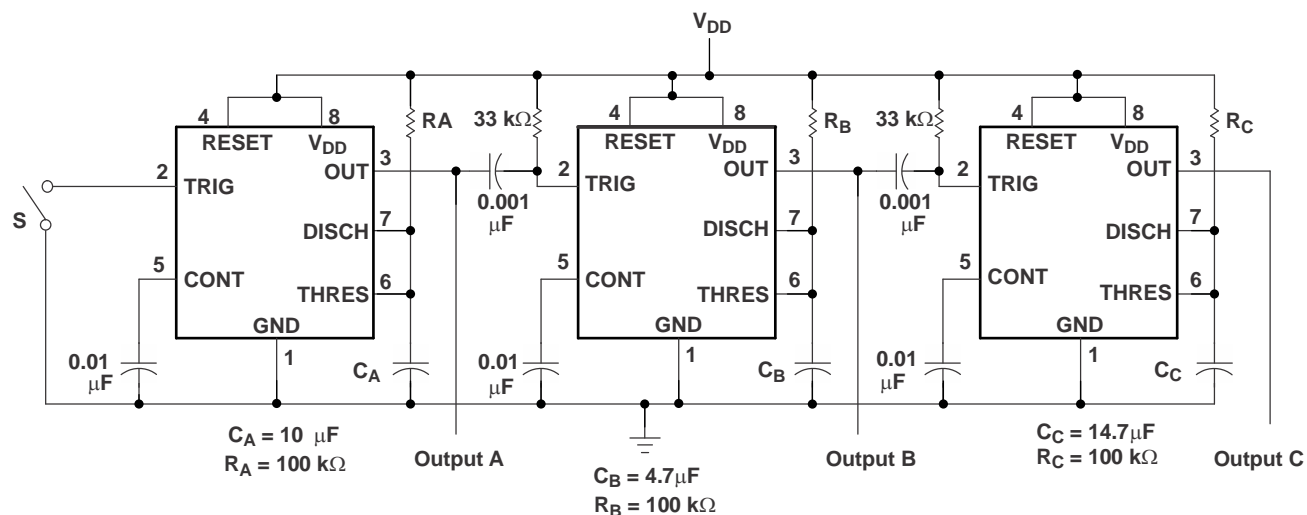 VDD
4
8
RESET
VDD
RA
33 kΩ
4
8
RESET
VDD
RB
33 kΩ
4
8
RESET
VDD
RC
2
TRIG
OUT
3
2
TRIG
OUT
3
2
TRIG
OUT
3
S
0.001
μF
0.001
μF
DISCH
7
DISCH
7
DISCH
7
5
CONT
5
CONT
5
CONT
THRES
6
THRES
6
THRES
6
GND
GND
GND
0.01
μF
1
CA
0.01
μF
1
CB
0.01
μF
1
CC
CA = 10 μF
RA = 100 kΩ
Output A
CB = 4.7μF
RB = 100 kΩ
Output B
CC = 14.7μF
RC = 100 kΩ
Output C